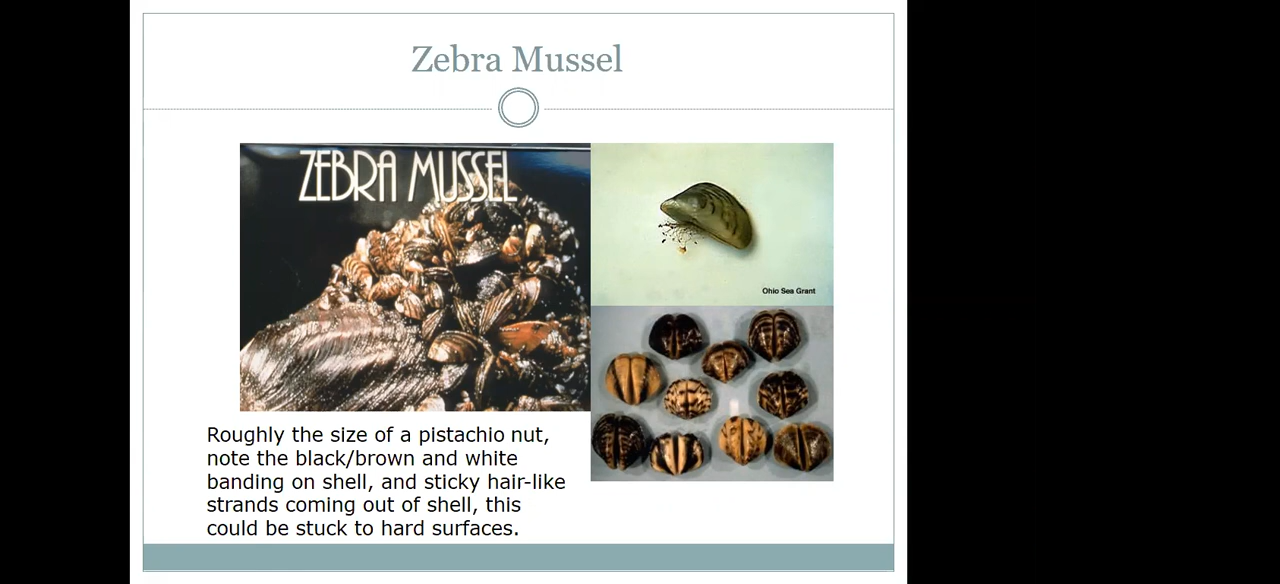 Zebra Mussel
ZEBRA MUSSEL
Ohio Sea Grant
Roughly the size of a pistachio nut,
note the black/brown and white
banding on shell, and sticky hair-like
strands coming out of shell, this
could be stuck to hard surfaces.